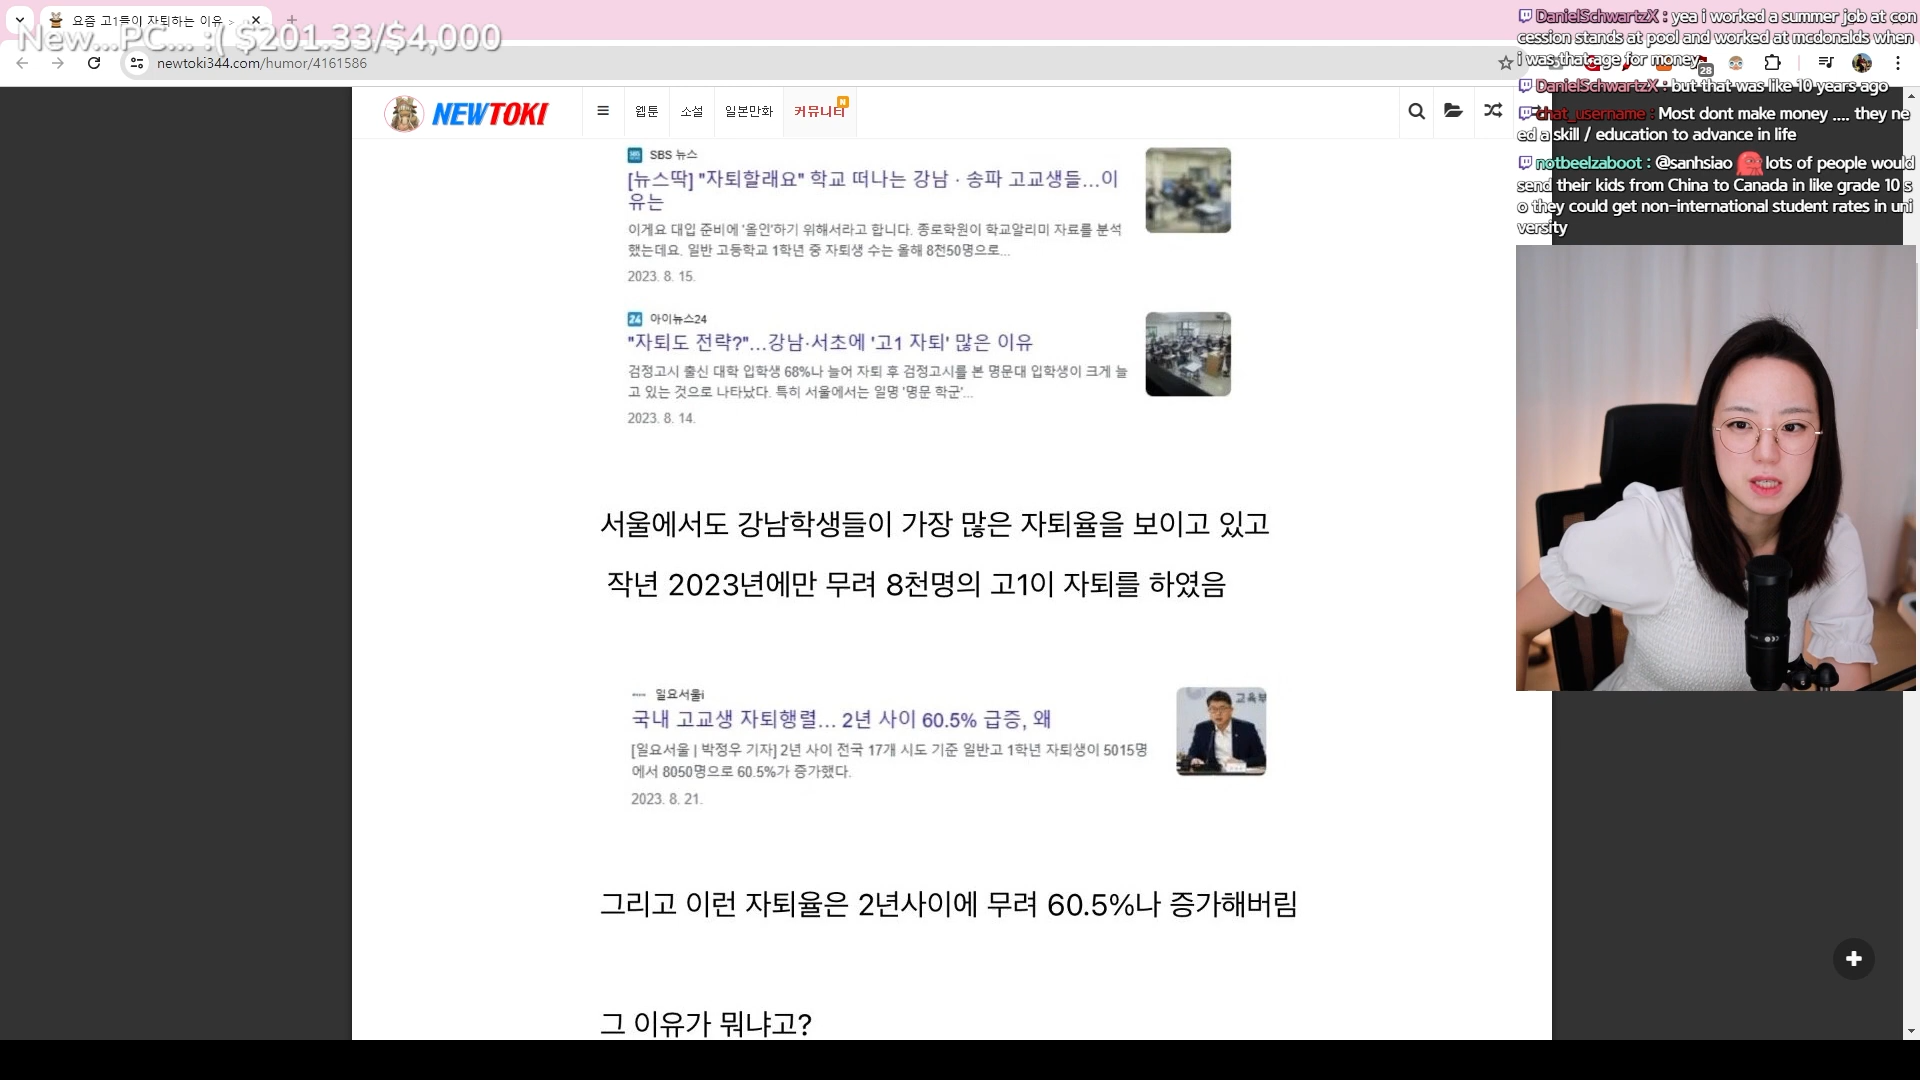 요즘 고1들이 자퇴하는 이유 >
New...PC... :( $201.33/$4,000
newtoki344.com/humor/4161586
28
NEWTOKI
웹툰
소설
일본만화
커뮤니티
N
SBS 뉴스
[뉴스딱] "자퇴할래요" 학교 떠나는 강남 · 송파 고교생들…이
유는
이게요 대입 준비에 '올인'하기 위해서라고 합니다. 종로학원이 학교알리미 자료를 분석
했는데요. 일반 고등학교 1학년 중 자퇴생 수는 올해 8천50명으로...
2023. 8. 15.
24 아이뉴스24
"자퇴도 전략?"…강남·서초에 '고1 자퇴' 많은 이유
검정고시 출신 대학 입학생 68%나 늘어 자퇴 후 검정고시를 본 명문대 입학생이 크게 늘
고 있는 것으로 나타났다. 특히 서울에서는 일명 '명문 학군'...
2023. 8. 14.
서울에서도 강남학생들이 가장 많은 자퇴율을 보이고 있고
작년 2023년에만 무려 8천명의 고1이 자퇴를 하였음
일요서울i
국내 고교생 자퇴행렬… 2년 사이 60.5% 급증, 왜
[일요서울 | 박정우 기자] 2년 사이 전국 17개 시도 기준 일반고 1학년 자퇴생이 5015명
에서 8050명으로 60.5%가 증가했다.
2023. 8. 21.
교육부
그리고 이런 자퇴율은 2년사이에 무려 60.5%나 증가해버림
그 이유가 뭐냐고?
DanielSchwartzX : yea i worked a summer job at con
cession stands at pool and worked at mcdonalds when
i was that age for money
DanielSchwartzX : but that was like 10 years ago
chat_username : Most dont make money .... they ne
ed a skill / education to advance in life
notbeelzaboot : @sanhsiao lots of people would
send their kids from China to Canada in like grade 10 s
o they could get non-international student rates in uni
versity